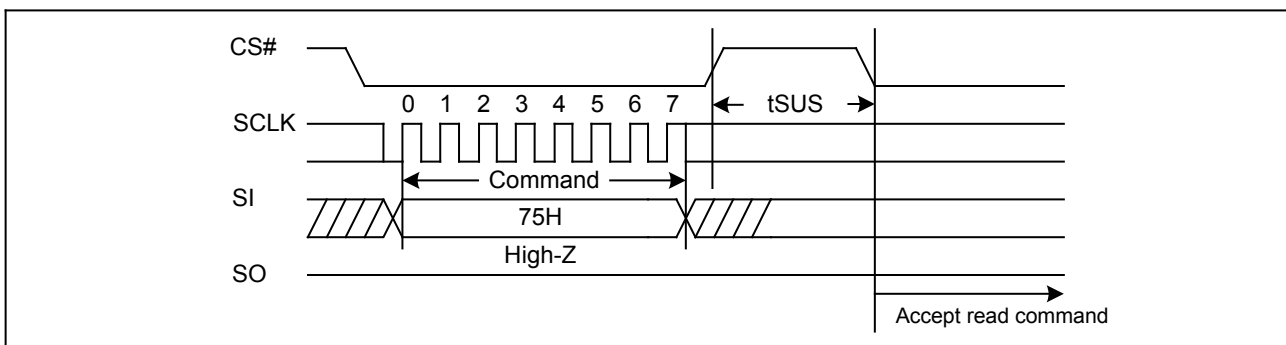 CS#
tSUS
0 1 2 3 4 5 6 7
SCLK
Command
SI
75H
High-Z
SO
Accept read command